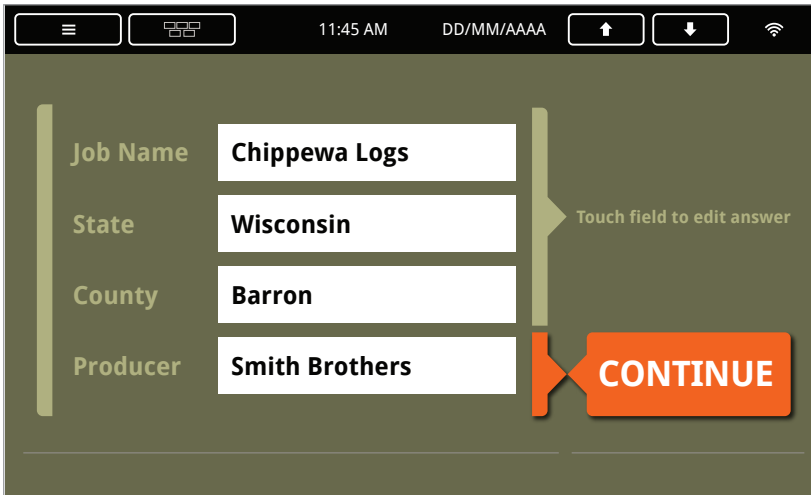 11:45 AM DD/MM/AAAA
Job Name Chippewa Logs
State Wisconsin
Touch field to edit answer
County Barron
Producer Smith Brothers
CONTINUE